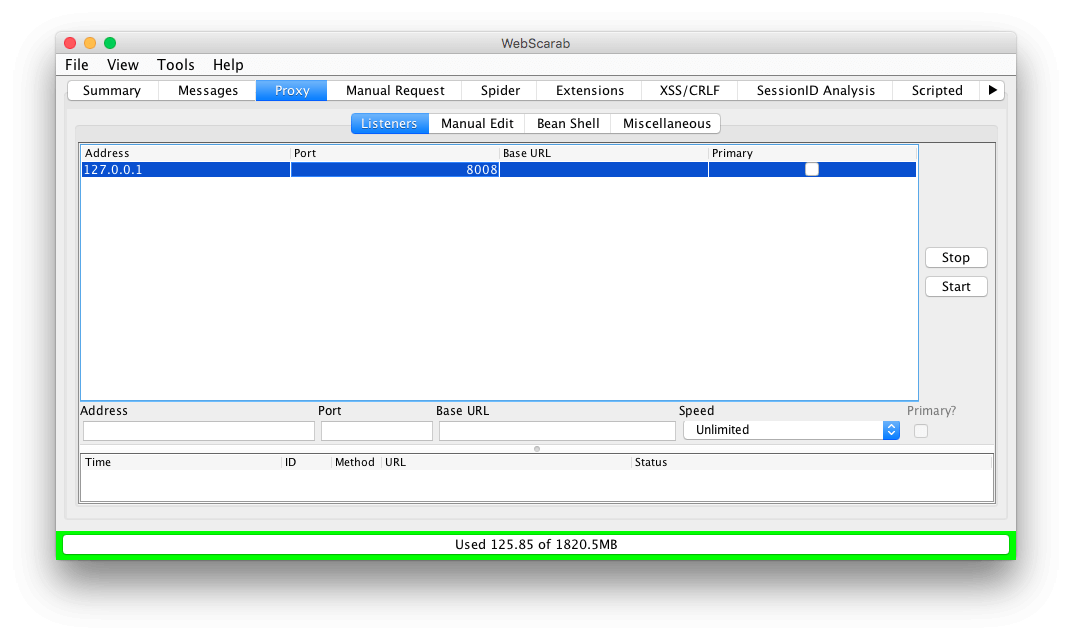 WebScarab
File View Tools Help
Summary Messages Proxy Manual Request Spider Extensions XSS/CRLF SessionID Analysis Scripted
Listeners Manual Edit Bean Shell Miscellaneous
Address Port Base URL Primary
127.0.0.1 8008
Stop
Start
Address Port Base URL Speed Primary?
Unlimited
Time ID Method URL Status
Used 125.85 of 1820.5MB